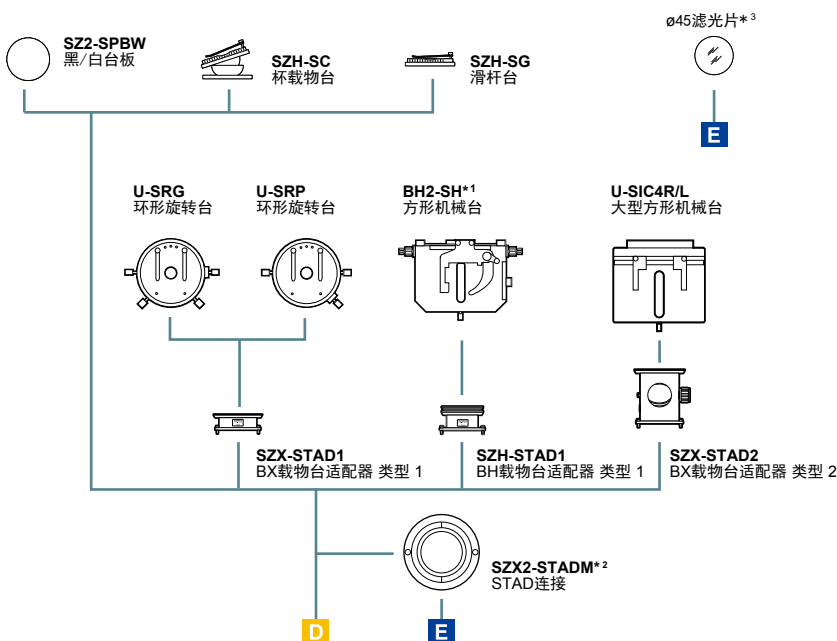 ø45滤光片*3
SZ2-SPBW
黑/白台板
SZH-SC
杯载物台
SZH-SG
滑杆台
E
U-SRG
环形旋转台
U-SRP
环形旋转台
BH2-SH*1
方形机械台
U-SIC4R/L
大型方形机械台
SZX-STAD1
BX载物台适配器 类型 1
SZH-STAD1
BH载物台适配器 类型 1
SZX-STAD2
BX载物台适配器 类型 2
SZX2-STADM*2
STAD连接
D
E